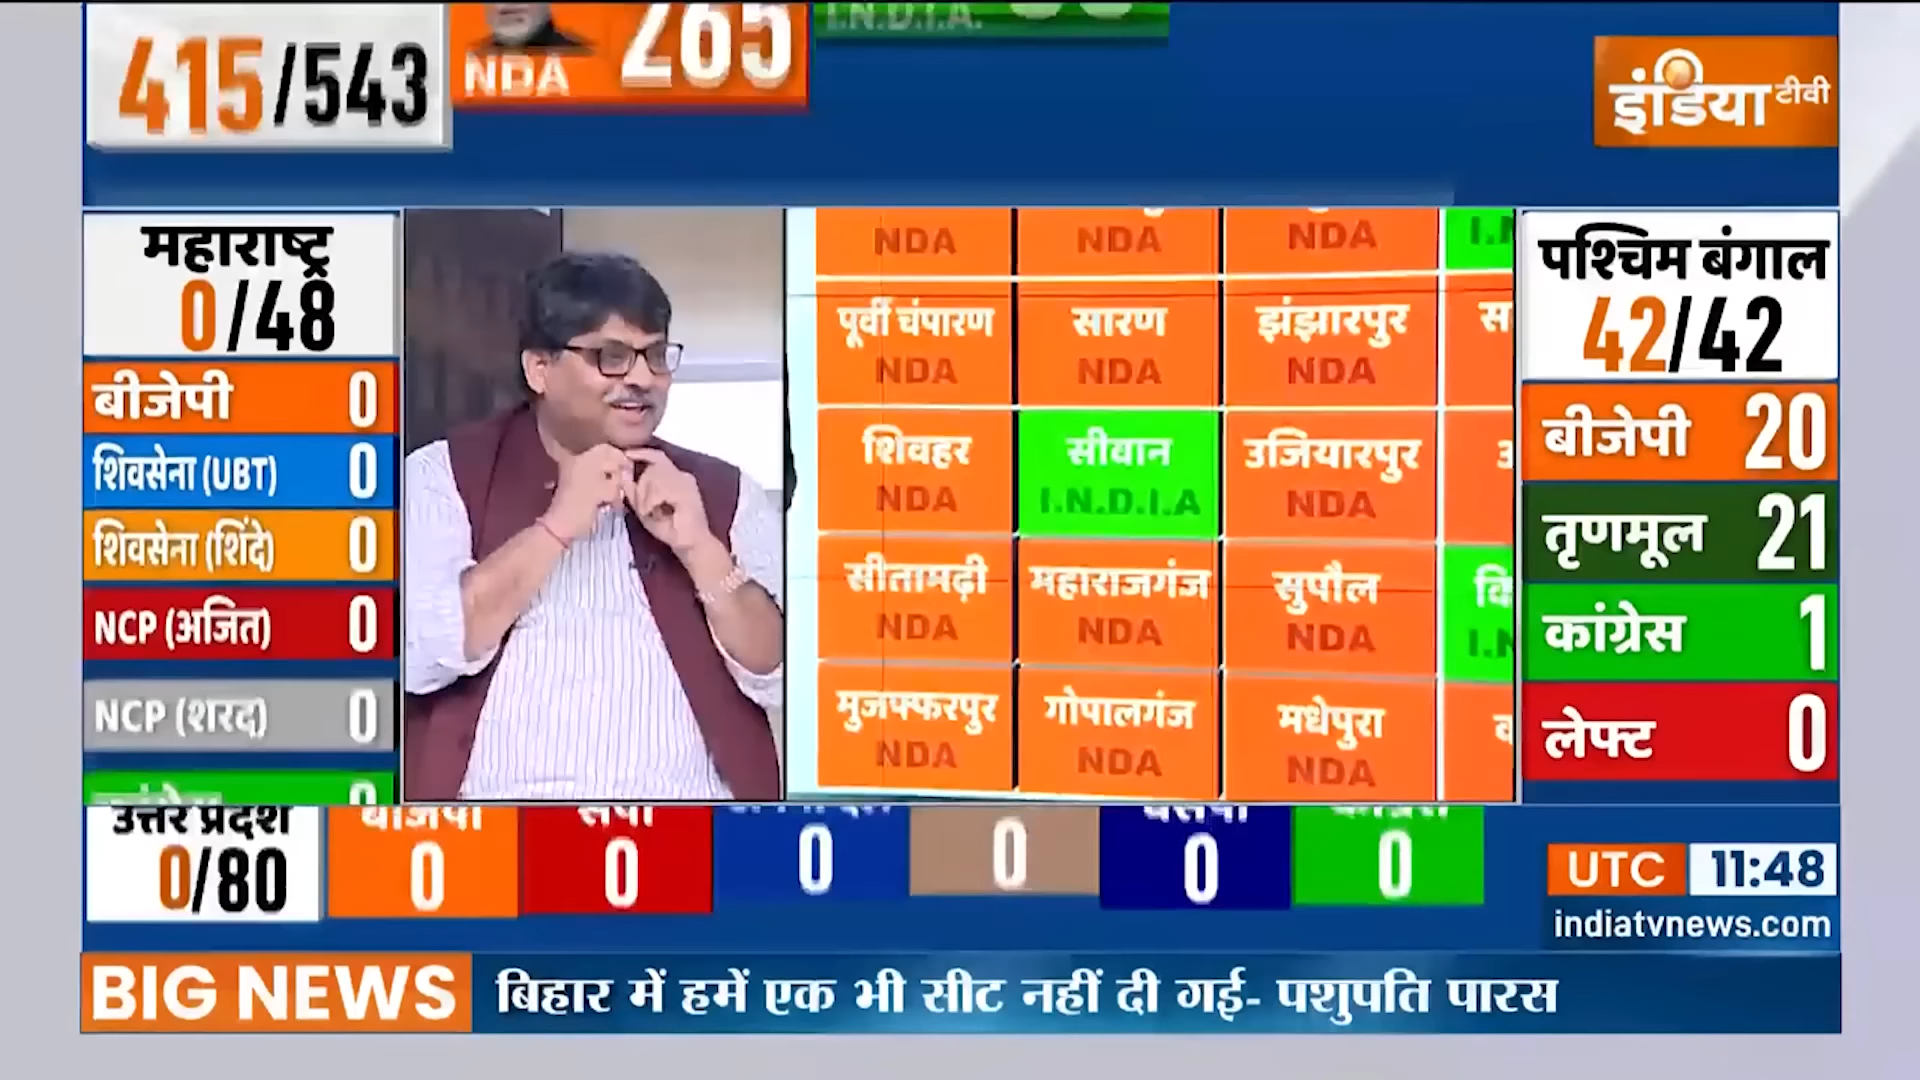 415/543
NDA 265
I.N.D.I.A.
इंडिया टीवी
महाराष्ट्र
0/48
बीजेपी 0
शिवसेना (UBT) 0
शिवसेना (शिंदे) 0
NCP (अजित) 0
NCP (शरद) 0
0
NDA NDA NDA
पूर्वी चंपारण सारण झंझारपुर
NDA NDA NDA
शिवहर सीवान उजियारपुर
NDA I.N.D.I.A NDA
सीतामढ़ी महाराजगंज सुपौल
NDA NDA NDA
मुजफ्फरपुर गोपालगंज मधेपुरा
NDA NDA NDA
पश्चिम बंगाल
42/42
बीजेपी 20
तृणमूल 21
कांग्रेस 1
लेफ्ट 0
उत्तर प्रदेश बीजेपी सपा
0/80 0 0 0 0 0 0
UTC 11:48
indiatvnews.com
BIG NEWS बिहार में हमें एक भी सीट नहीं दी गई- पशुपति पारस